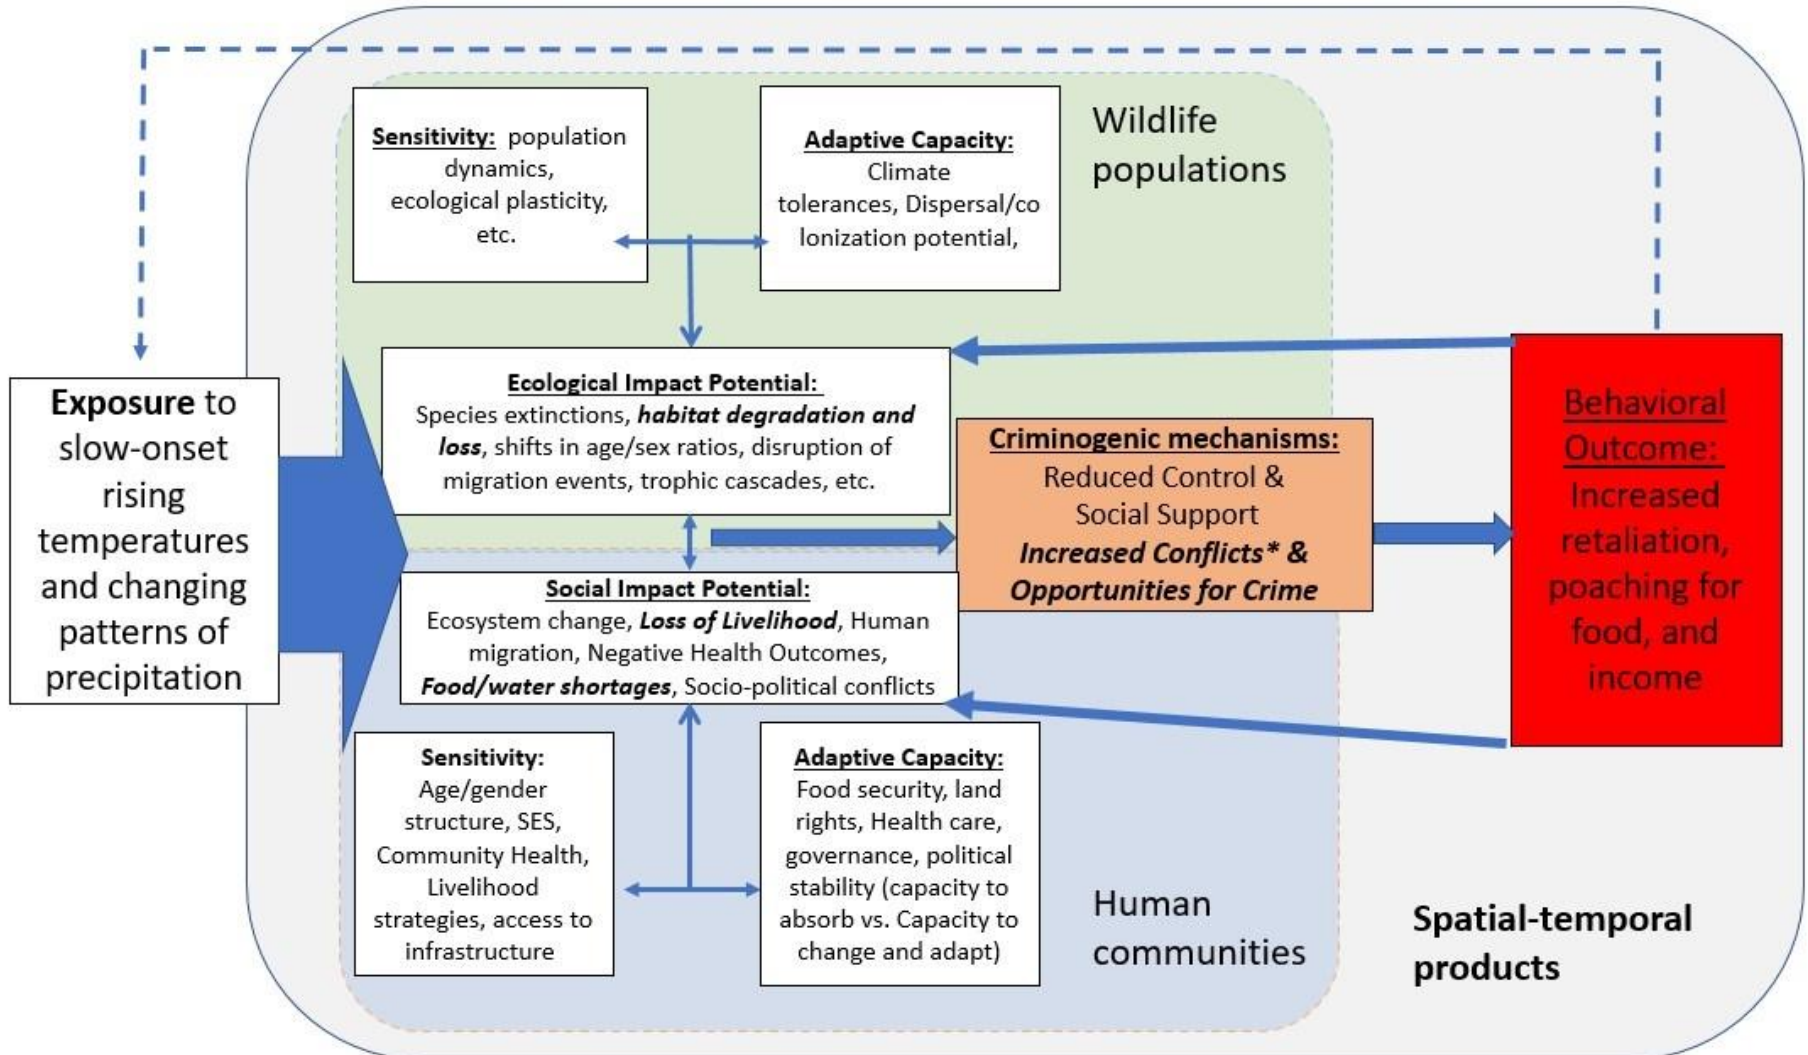 Wildlife
populations
Sensitivity: population
dynamics,
ecological plasticity,
etc.
Adaptive Capacity:
Climate
tolerances, Dispersal/co
lonization potential,
Exposure to
slow-onset
rising
temperatures
and changing
patterns of
precipitation
Ecological Impact Potential:
Species extinctions, habitat degradation and
loss, shifts in age/sex ratios, disruption of
migration events, trophic cascades, etc.
Criminogenic mechanisms:
Reduced Control &
Social Support
Increased Conflicts* &
Opportunities for Crime
Behavioral
Outcome:
Increased
retaliation,
poaching for
food, and
income
Social Impact Potential:
Ecosystem change, Loss of Livelihood, Human
migration, Negative Health Outcomes,
Food/water shortages, Socio-political conflicts
Sensitivity:
Age/gender
structure, SES,
Community Health,
Livelihood
strategies, access to
infrastructure
Adaptive Capacity:
Food security, land
rights, Health care,
governance, political
stability (capacity to
absorb vs. Capacity to
change and adapt)
Human
communities
Spatial-temporal
products